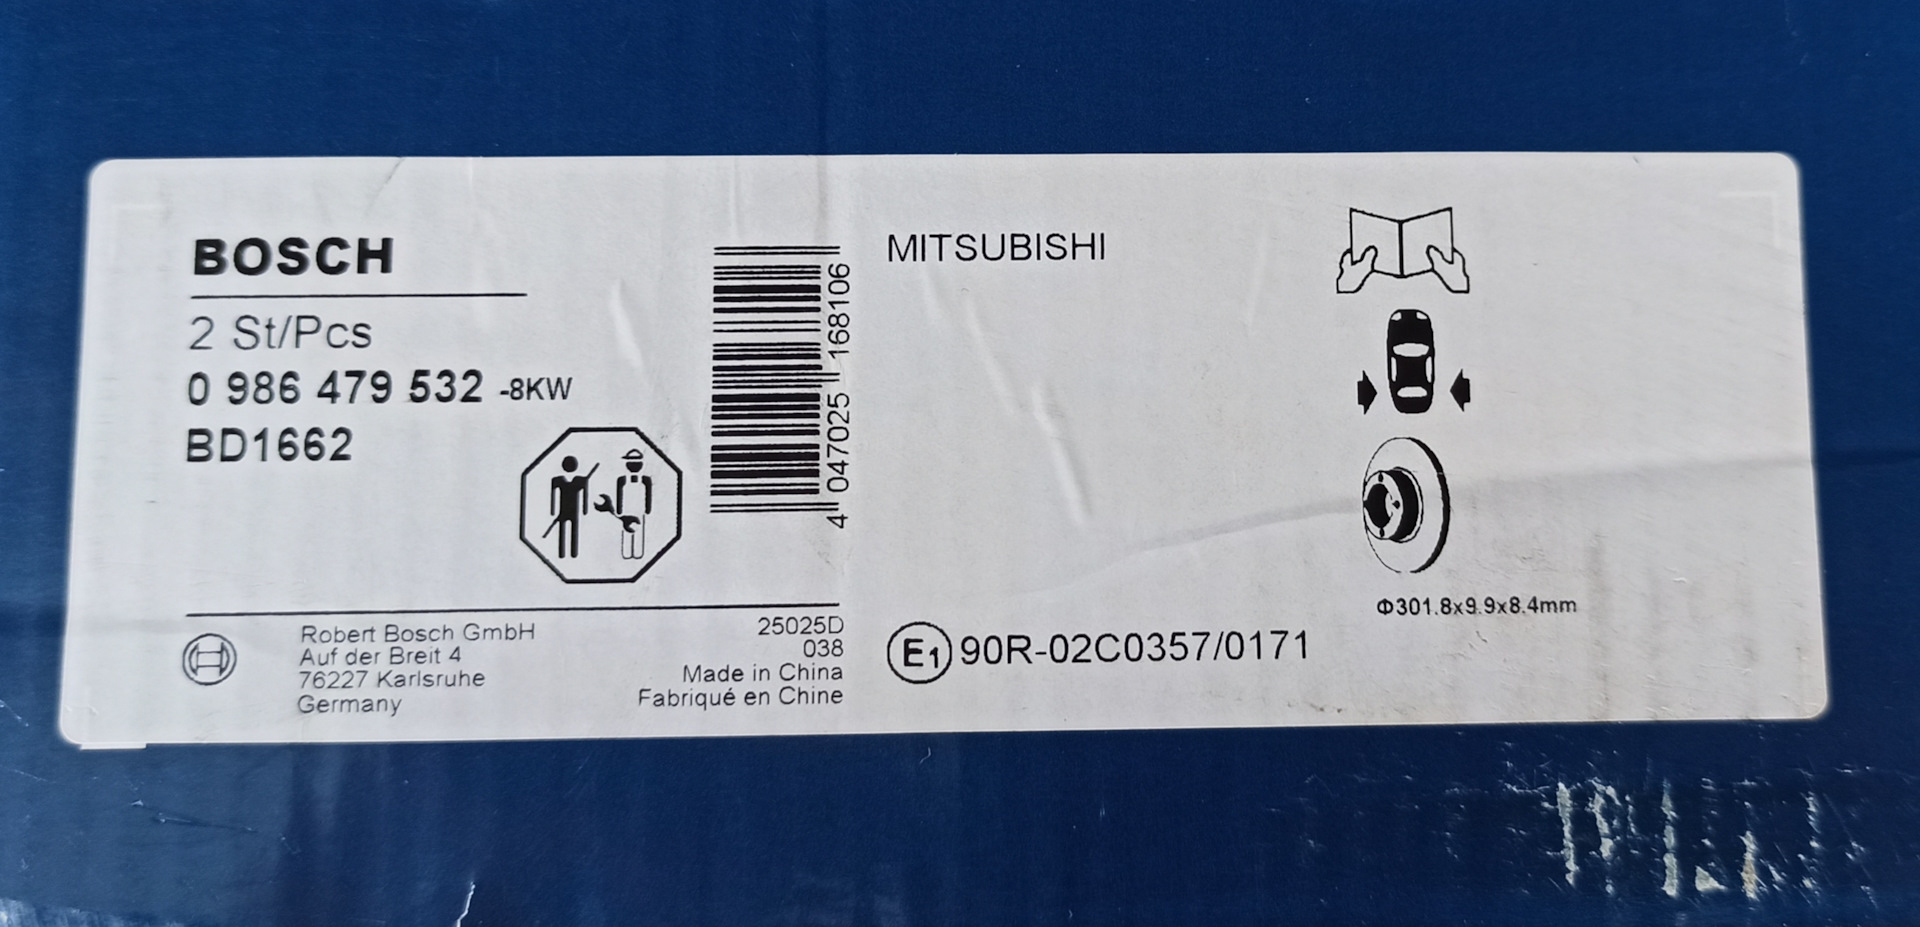 BOSCH
2 St/Pcs
0 986 479 532 -8KW
BD1662
4 047025 168106
Robert Bosch GmbH
Auf der Breit 4
76227 Karlsruhe
Germany
25025D
038
Made in China
Fabriqué en Chine
MITSUBISHI
Φ301.8x9.9x8.4mm
E1 90R-02C0357/0171